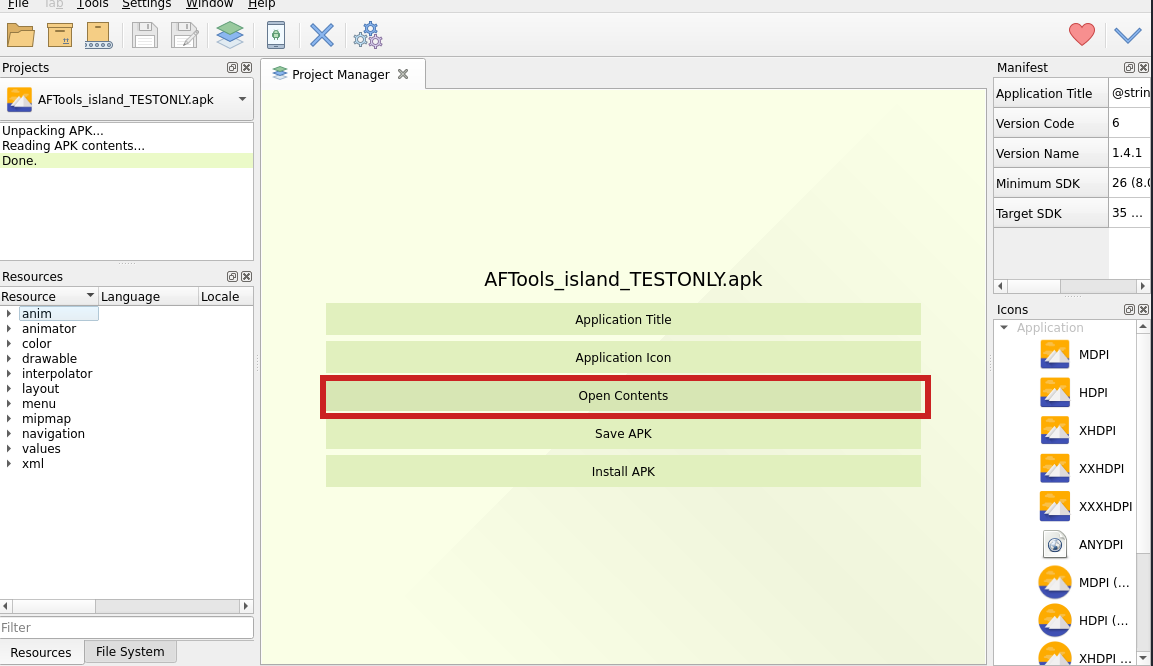 File Tab Tools Settings Window Help
Projects
AFTools_island_TESTONLY.apk
Unpacking APK...
Reading APK contents...
Done.
Resources
Resource Language Locale
anim
animator
color
drawable
interpolator
layout
menu
mipmap
navigation
values
xml
Filter
Resources File System
Project Manager
AFTools_island_TESTONLY.apk
Application Title
Application Icon
Open Contents
Save APK
Install APK
Manifest
Application Title @strin
Version Code 6
Version Name 1.4.1
Minimum SDK 26 (8.0
Target SDK 35 ...
Icons
Application
MDPI
HDPI
XHDPI
XXHDPI
XXXHDPI
ANYDPI
MDPI (...
HDPI (...
XHDPI ...